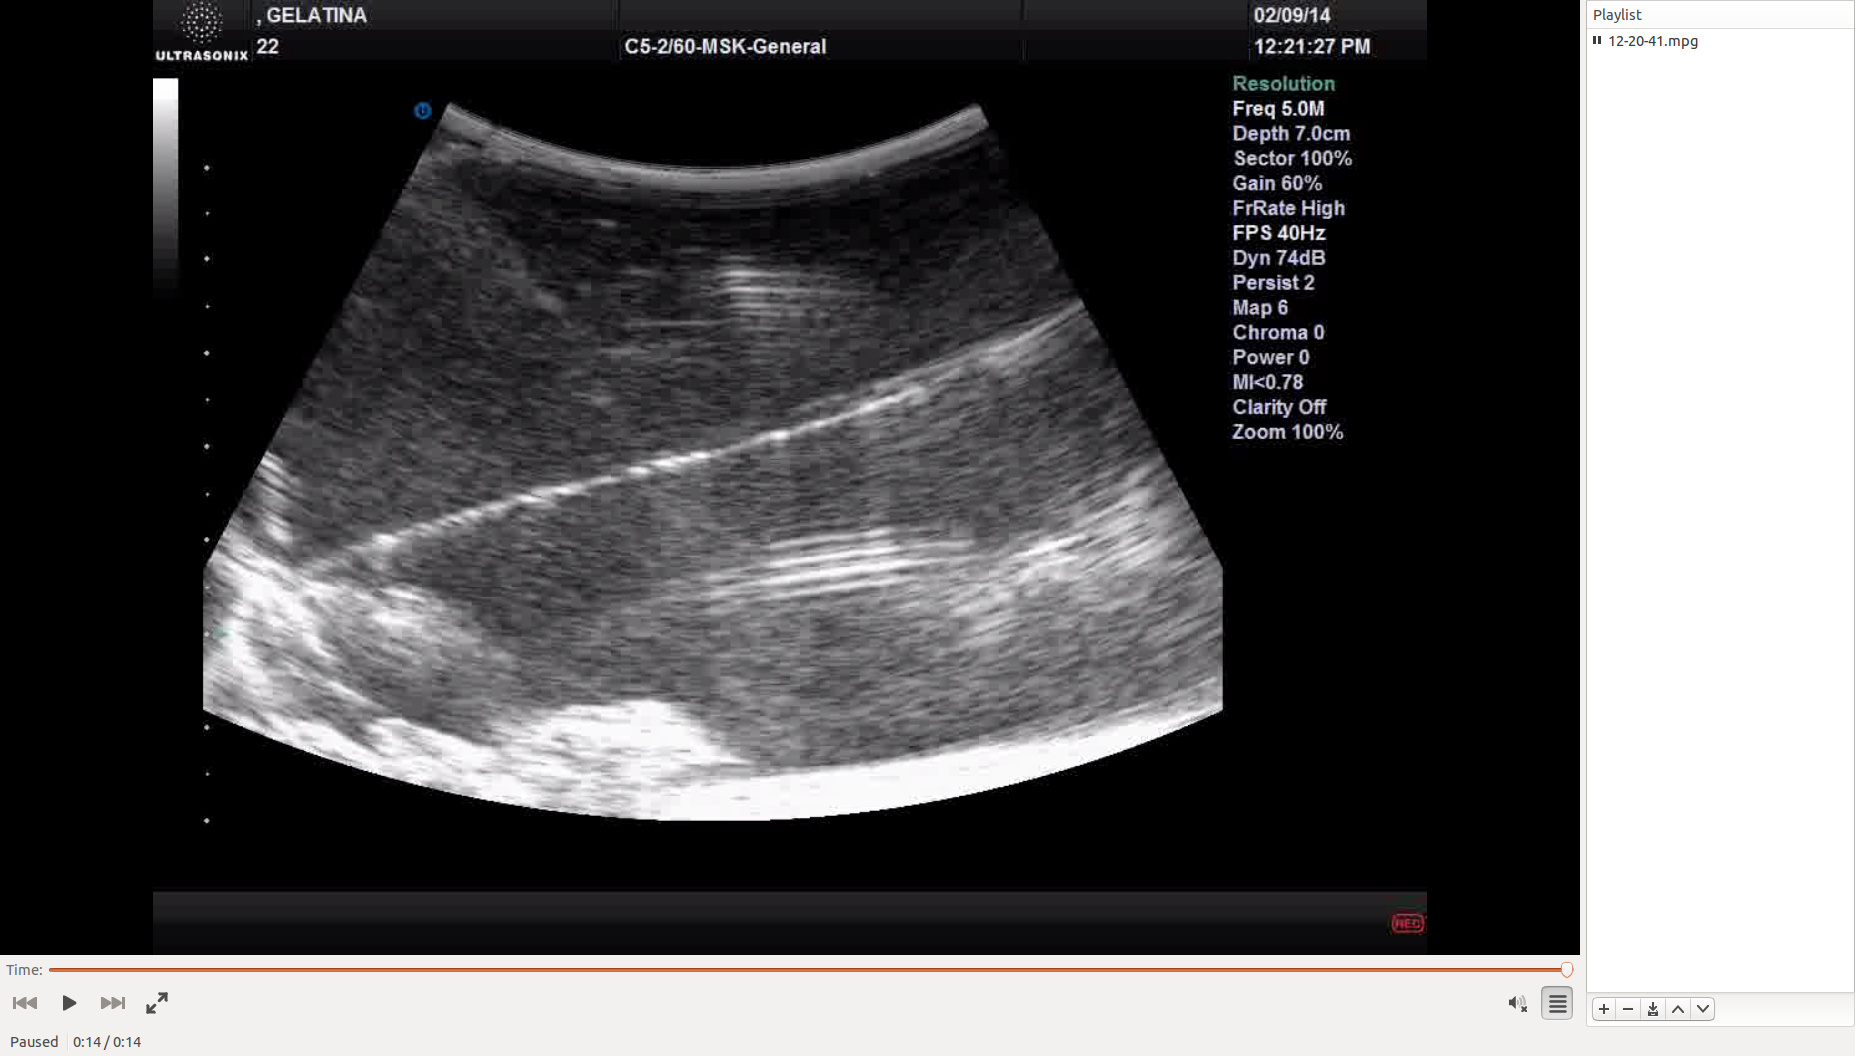 , GELATINA
02/09/14
ULTRASONIX
22
C5-2/60-MSK-General
12:21:27 PM
Resolution
Freq 5.0M
Depth 7.0cm
Sector 100%
Gain 60%
FrRate High
FPS 40Hz
Dyn 74dB
Persist 2
Map 6
Chroma 0
Power 0
MI<0.78
Clarity Off
Zoom 100%
REC
Playlist
12-20-41.mpg
Time:
Paused
0:14 / 0:14